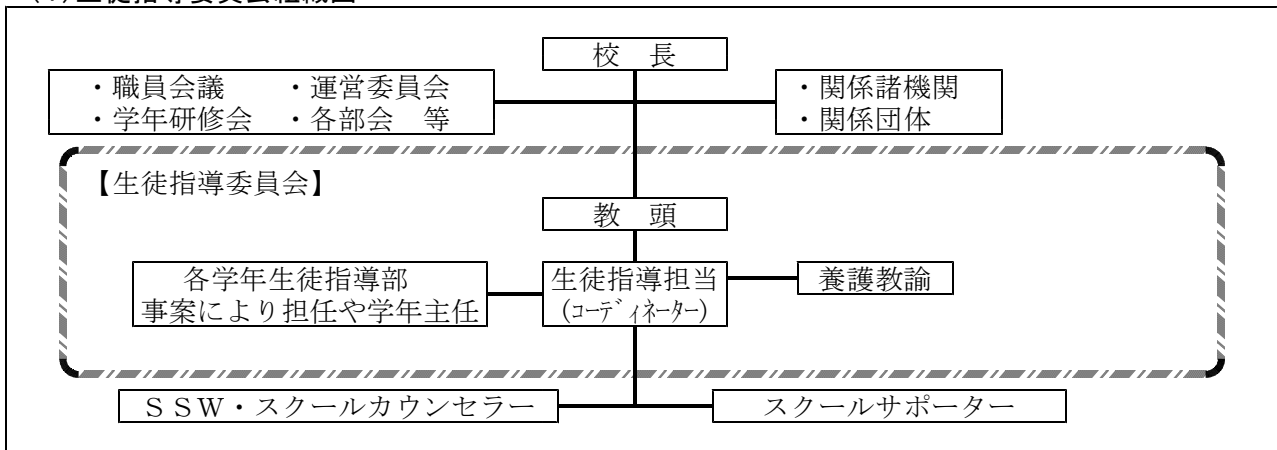 校　長
・職員会議　　・運営委員会
・学年研修会　・各部会　等
・関係諸機関
・関係団体
【生徒指導委員会】
教　頭
各学年生徒指導部
事案により担任や学年主任
生徒指導担当
(ｺｰﾃﾞｨﾈｰﾀｰ)
養護教諭
ＳＳＷ・スクールカウンセラー
スクールサポーター